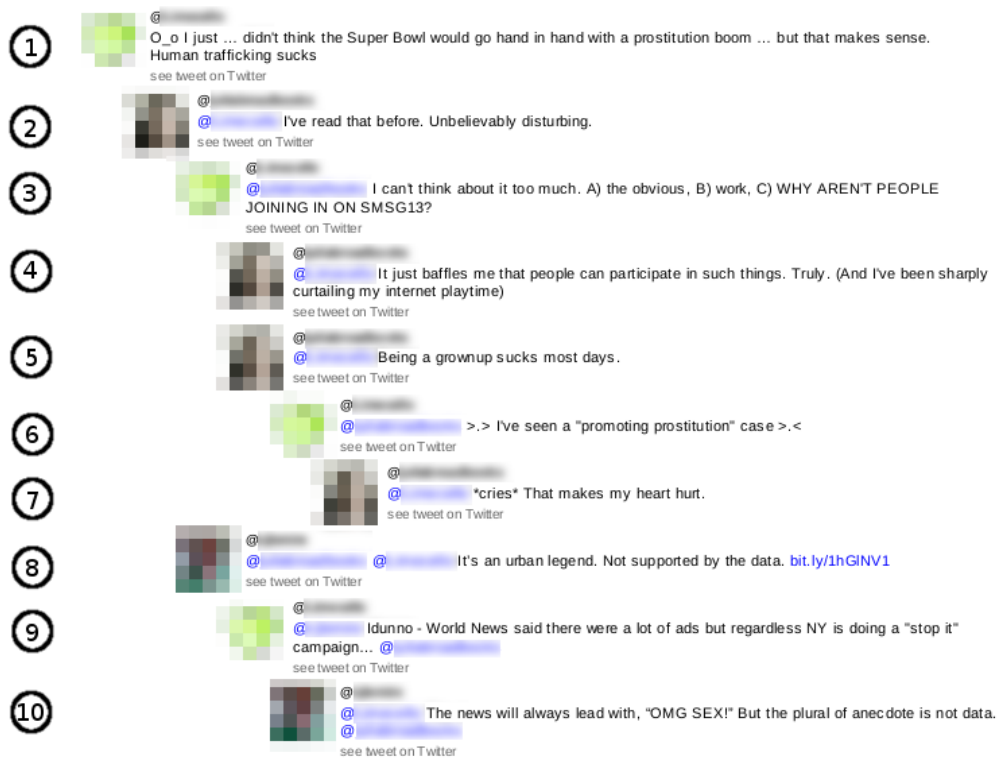 1
@
O_o I just ... didn't think the Super Bowl would go hand in hand with a prostitution boom ... but that makes sense.
Human trafficking sucks
see tweet on Twitter
2
@
@ I've read that before. Unbelievably disturbing.
see tweet on Twitter
3
@
@ I can't think about it too much. A) the obvious, B) work, C) WHY AREN'T PEOPLE
JOINING IN ON SMSG13?
see tweet on Twitter
4
@
@ It just baffles me that people can participate in such things. Truly. (And I've been sharply
curtailing my internet playtime)
see tweet on Twitter
5
@
@ Being a grownup sucks most days.
see tweet on Twitter
6
@
@ >.> I've seen a "promoting prostitution" case >.<
see tweet on Twitter
7
@
@ *cries* That makes my heart hurt.
see tweet on Twitter
8
@
@ @ It's an urban legend. Not supported by the data. bit.ly/1hGlNV1
see tweet on Twitter
9
@
@ Idunno - World News said there were a lot of ads but regardless NY is doing a "stop it"
campaign... @
see tweet on Twitter
10
@
@ The news will always lead with, “OMG SEX!” But the plural of anecdote is not data.
@
see tweet on Twitter